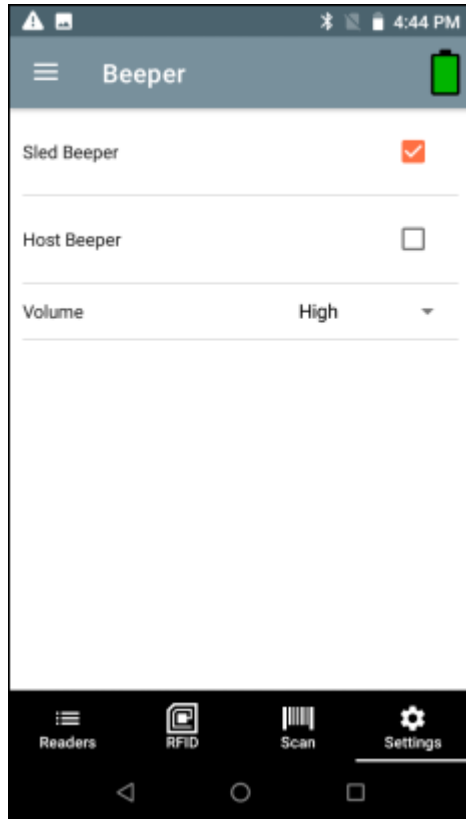 4:44 PM
Beeper
Sled Beeper
Host Beeper
Volume High
Readers RFID Scan Settings